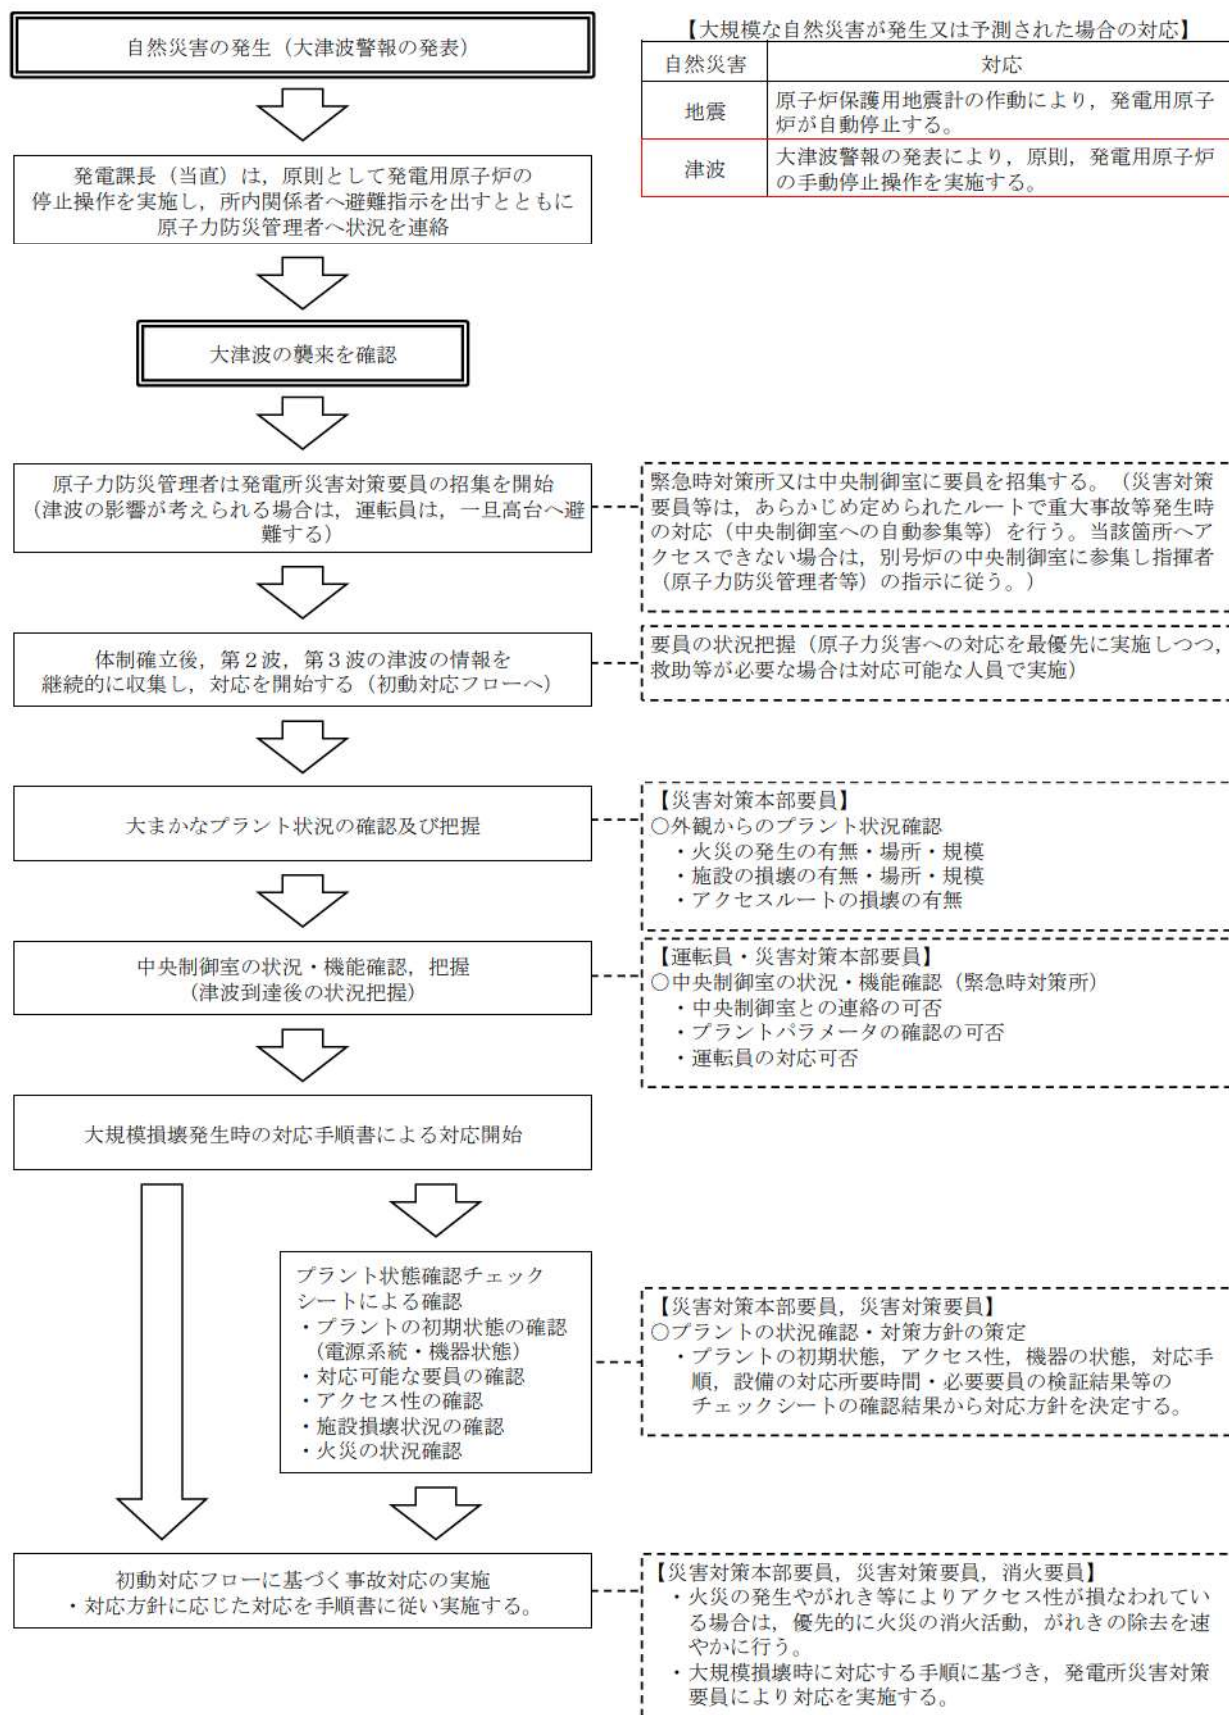 自然災害の発生（大津波警報の発表）
【大規模な自然災害が発生又は予測された場合の対応】
自然災害
対応
地震
原子炉保護用地震計の作動により，発電用原子
炉が自動停止する。
津波
大津波警報の発表により，原則，発電用原子炉
の手動停止操作を実施する。
発電課長（当直）は，原則として発電用原子炉の
停止操作を実施し，所内関係者へ避難指示を出すとともに
原子力防災管理者へ状況を連絡
大津波の襲来を確認
原子力防災管理者は発電所災害対策要員の招集を開始
（津波の影響が考えられる場合は，運転員は，一旦高台へ避
難する）
緊急時対策所又は中央制御室に要員を招集する。（災害対策
要員等は，あらかじめ定められたルートで重大事故等発生時
の対応（中央制御室への自動参集等）を行う。当該箇所へア
クセスできない場合は，別号炉の中央制御室に参集し指揮者
（原子力防災管理者等）の指示に従う。）
体制確立後，第２波，第３波の津波の情報を
継続的に収集し，対応を開始する（初動対応フローへ）
要員の状況把握（原子力災害への対応を最優先に実施しつつ，
救助等が必要な場合は対応可能な人員で実施）
大まかなプラント状況の確認及び把握
【災害対策本部要員】
○外観からのプラント状況確認
・火災の発生の有無・場所・規模
・施設の損壊の有無・場所・規模
・アクセスルートの損壊の有無
中央制御室の状況・機能確認，把握
（津波到達後の状況把握）
【運転員・災害対策本部要員】
○中央制御室の状況・機能確認（緊急時対策所）
・中央制御室との連絡の可否
・プラントパラメータの確認の可否
・運転員の対応可否
大規模損壊発生時の対応手順書による対応開始
プラント状態確認チェック
シートによる確認
・プラントの初期状態の確認
（電源系統・機器状態）
・対応可能な要員の確認
・アクセス性の確認
・施設損壊状況の確認
・火災の状況確認
【災害対策本部要員，災害対策要員】
○プラントの状況確認・対策方針の策定
・プラントの初期状態，アクセス性，機器の状態，対応手
順，設備の対応所要時間・必要要員の検証結果等の
チェックシートの確認結果から対応方針を決定する。
初動対応フローに基づく事故対応の実施
・対応方針に応じた対応を手順書に従い実施する。
【災害対策本部要員，災害対策要員，消火要員】
・火災の発生やがれき等によりアクセス性が損なわれてい
る場合は，優先的に火災の消火活動，がれきの除去を速
やかに行う。
・大規模損壊時に対応する手順に基づき，発電所災害対策
要員により対応を実施する。